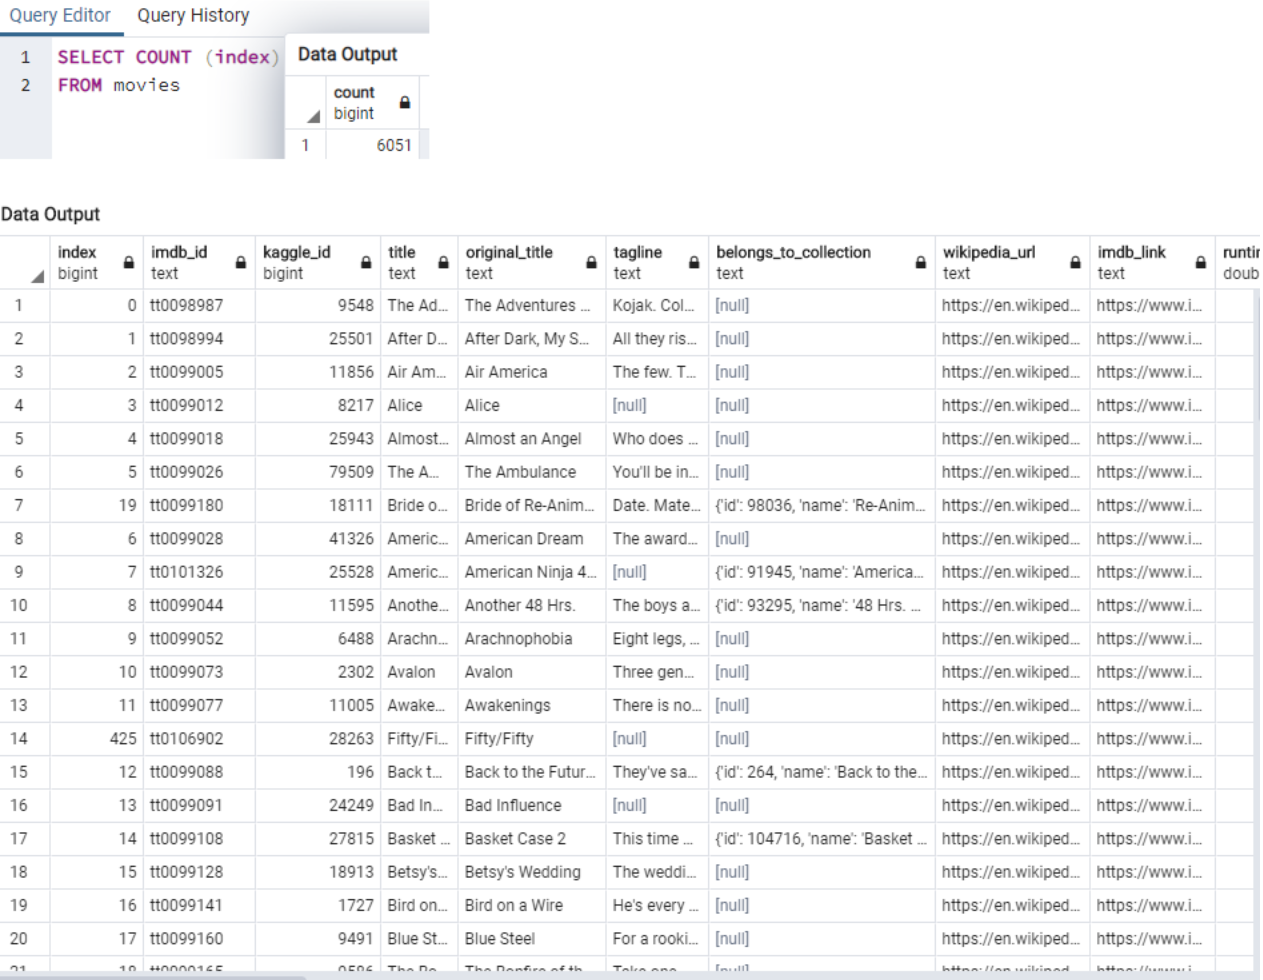 Query Editor Query History
1 SELECT COUNT (index)
2 FROM movies
Data Output
count
bigint
1 6051
Data Output
index imdb_id kaggle_id title original_title tagline belongs_to_collection wikipedia_url imdb_link runtir
bigint text bigint text text text text text text doub
1 0 tt0098987 9548 The Ad... The Adventures ... Kojak. Col... [null] https://en.wikiped... https://www.i...
2 1 tt0098994 25501 After D... After Dark, My S... All they ris... [null] https://en.wikiped... https://www.i...
3 2 tt0099005 11856 Air Am... Air America The few. T... [null] https://en.wikiped... https://www.i...
4 3 tt0099012 8217 Alice Alice [null] [null] https://en.wikiped... https://www.i...
5 4 tt0099018 25943 Almost... Almost an Angel Who does ... [null] https://en.wikiped... https://www.i...
6 5 tt0099026 79509 The A... The Ambulance You'll be in... [null] https://en.wikiped... https://www.i...
7 19 tt0099180 18111 Bride o... Bride of Re-Anim... Date. Mate... {'id': 98036, 'name': 'Re-Anim... https://en.wikiped... https://www.i...
8 6 tt0099028 41326 Americ... American Dream The award... [null] https://en.wikiped... https://www.i...
9 7 tt0101326 25528 Americ... American Ninja 4... [null] {'id': 91945, 'name': 'America... https://en.wikiped... https://www.i...
10 8 tt0099044 11595 Anothe... Another 48 Hrs. The boys a... {'id': 93295, 'name': '48 Hrs. ... https://en.wikiped... https://www.i...
11 9 tt0099052 6488 Arachn... Arachnophobia Eight legs, ... [null] https://en.wikiped... https://www.i...
12 10 tt0099073 2302 Avalon Avalon Three gen... [null] https://en.wikiped... https://www.i...
13 11 tt0099077 11005 Awake... Awakenings There is no... [null] https://en.wikiped... https://www.i...
14 425 tt0106902 28263 Fifty/Fi... Fifty/Fifty [null] [null] https://en.wikiped... https://www.i...
15 12 tt0099088 196 Back t... Back to the Futur... They've sa... {'id': 264, 'name': 'Back to the... https://en.wikiped... https://www.i...
16 13 tt0099091 24249 Bad In... Bad Influence [null] [null] https://en.wikiped... https://www.i...
17 14 tt0099108 27815 Basket ... Basket Case 2 This time ... {'id': 104716, 'name': 'Basket ... https://en.wikiped... https://www.i...
18 15 tt0099128 18913 Betsy's... Betsy's Wedding The weddi... [null] https://en.wikiped... https://www.i...
19 16 tt0099141 1727 Bird on... Bird on a Wire He's every ... [null] https://en.wikiped... https://www.i...
20 17 tt0099160 9491 Blue St... Blue Steel For a rooki... [null] https://en.wikiped... https://www.i...